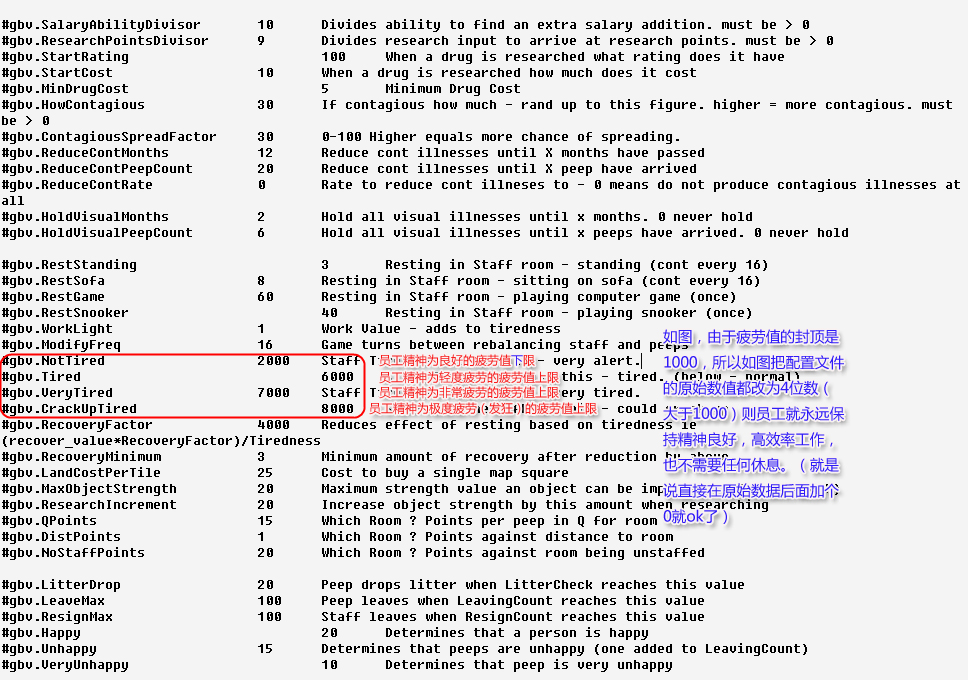 #gbv.SalaryAbilityDivisor 10 Divides ability to find an extra salary addition. must be > 0
#gbv.ResearchPointsDivisor 9 Divides research input to arrive at research points. must be > 0
#gbv.StartRating 100 When a drug is researched what rating does it have
#gbv.StartCost 10 When a drug is researched how much does it cost
#gbv.MinDrugCost 5 Minimum Drug Cost
#gbv.HowContagious 30 If contagious how much - rand up to this figure. higher = more contagious. must
be > 0
#gbv.ContagiousSpreadFactor 30 0-100 Higher equals more chance of spreading.
#gbv.ReduceContMonths 12 Reduce cont illnesses until X months have passed
#gbv.ReduceContPeepCount 20 Reduce cont illnesses until X peep have arrived
#gbv.ReduceContRate 0 Rate to reduce cont illneses to - 0 means do not produce contagious illnesses at
all
#gbv.HoldVisualMonths 2 Hold all visual illnesses until x months. 0 never hold
#gbv.HoldVisualPeepCount 6 Hold all visual illnesses until x peeps have arrived. 0 never hold
#gbv.RestStanding 3 Resting in Staff room - standing (cont every 16)
#gbv.RestSofa 8 Resting in Staff room - sitting on sofa (cont every 16)
#gbv.RestGame 60 Resting in Staff room - playing computer game (once)
#gbv.RestSnooker 40 Resting in Staff room - playing snooker (once)
#gbv.WorkLight 1 Work Value - adds to tiredness
#gbv.ModifyFreq 16 Game turns between rebalancing staff and peeps
#gbv.NotTired 2000 Staff T 员工精神为良好的疲劳值下限 - very alert.
#gbv.Tired 6000 员工精神为轻度疲劳的疲劳值上限 this - tired. (below - normal)
#gbv.VeryTired 7000 Staff T 员工精神为非常疲劳的疲劳值上限 ery tired.
#gbv.CrackUpTired 8000 员工精神为极度疲劳（发狂）的疲劳值上限 - could
#gbv.RecoveryFactor 4000 Reduces effect of resting based on tiredness ie
(recover_value*RecoveryFactor)/Tiredness
#gbv.RecoveryMinimum 3 Minimum amount of recovery after reduction by above
#gbv.LandCostPerTile 25 Cost to buy a single map square
#gbv.MaxObjectStrength 20 Maximum strength value an object can be imp
#gbv.ResearchIncrement 20 Increase object strength by this amount when researching
#gbv.QPoints 15 Which Room ? Points per peep in Q for room
#gbv.DistPoints 1 Which Room ? Points against distance to room
#gbv.NoStaffPoints 20 Which Room ? Points against room being unstaffed
#gbv.LitterDrop 20 Peep drops litter when LitterCheck reaches this value
#gbv.LeaveMax 100 Peep leaves when LeavingCount reaches this value
#gbv.ResignMax 100 Staff leaves when ResignCount reaches this value
#gbv.Happy 20 Determines that a person is happy
#gbv.Unhappy 15 Determines that peeps are unhappy (one added to LeavingCount)
#gbv.VeryUnhappy 10 Determines that peep is very unhappy
如图，由于疲劳值的封顶是
1000，所以如图把配置文件
的原始数值都改为4位数（
大于1000）则员工就永远保
持精神良好，高效率工作，
也不需要任何休息。（就是
说直接在原始数据后面加个
0就ok了）